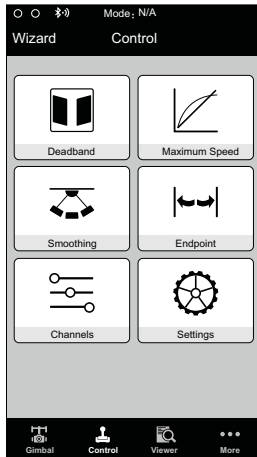 Mode: N/A
Wizard Control
Deadband Maximum Speed
Smoothing Endpoint
Channels Settings
Gimbal Control Viewer More